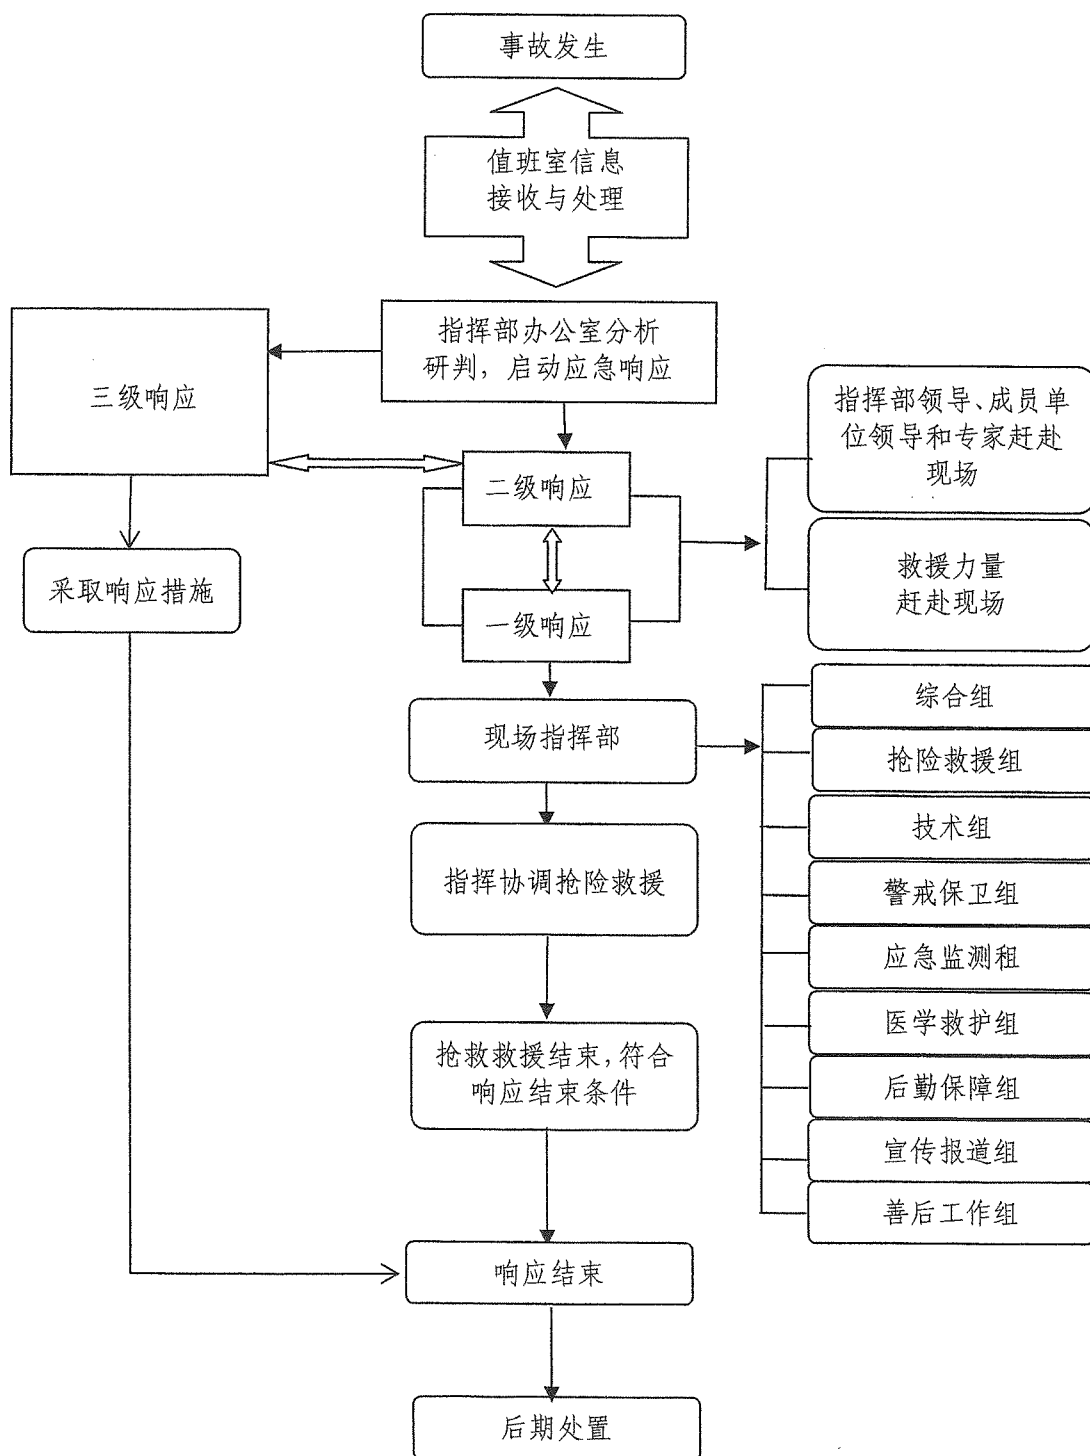 事故发生
值班室信息
接收与处理
指挥部办公室分析
研判，启动应急响应
三级响应
指挥部领导、成员单
位领导和专家赶赴
现场
二级响应
救援力量
赶赴现场
采取响应措施
一级响应
综合组
现场指挥部
抢险救援组
技术组
指挥协调抢险救援
警戒保卫组
应急监测租
医学救护组
抢救救援结束，符合
响应结束条件
后勤保障组
宣传报道组
善后工作组
响应结束
后期处置